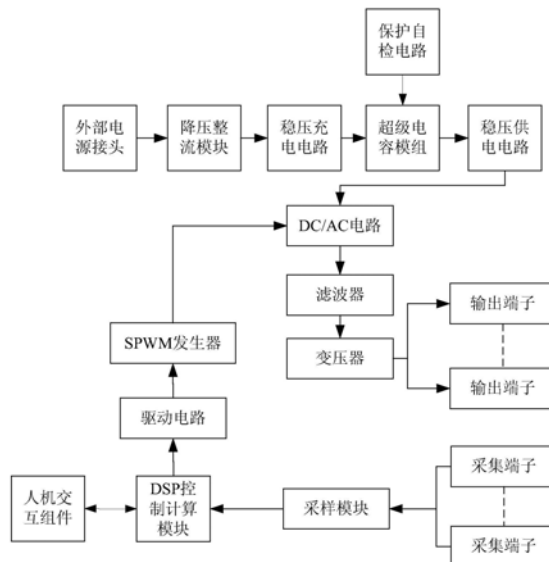 保护自
检电路
外部电
源接头
降压整
流模块
稳压充
电电路
超级电
容模组
稳压供
电电路
DC/AC电路
滤波器
输出端子
SPWM发生器
变压器
输出端子
驱动电路
人机交
互组件
DSP控
制计算
模块
采样模块
采集端子
采集端子